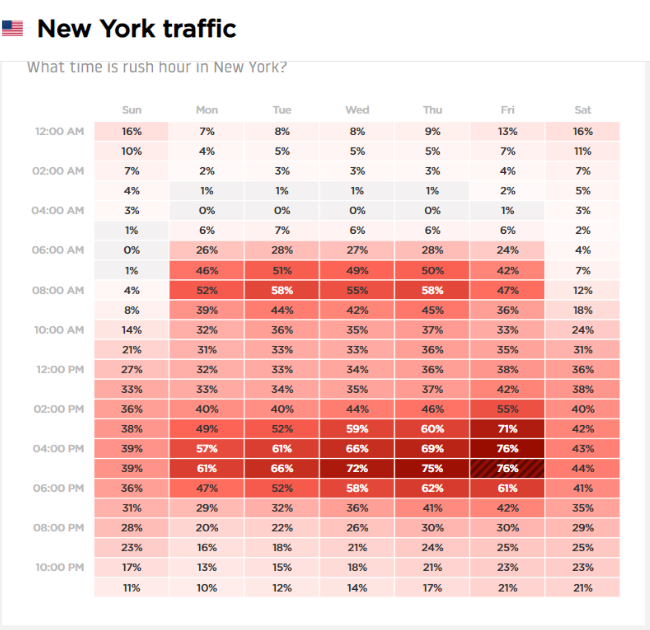 New York traffic
What time is rush hour in New York?
Sun Mon Tue Wed Thu Fri Sat
12:00 AM 16% 7% 8% 8% 9% 13% 16%
10% 4% 5% 5% 5% 7% 11%
02:00 AM 7% 2% 3% 3% 3% 4% 7%
4% 1% 1% 1% 1% 2% 5%
04:00 AM 3% 0% 0% 0% 0% 1% 3%
1% 6% 7% 6% 6% 6% 2%
06:00 AM 0% 26% 28% 27% 28% 24% 4%
1% 46% 51% 49% 50% 42% 7%
08:00 AM 4% 52% 58% 55% 58% 47% 12%
8% 39% 44% 42% 45% 36% 18%
10:00 AM 14% 32% 36% 35% 37% 33% 24%
21% 31% 33% 33% 36% 35% 31%
12:00 PM 27% 32% 33% 34% 36% 38% 36%
33% 33% 34% 35% 37% 42% 38%
02:00 PM 36% 40% 40% 44% 46% 55% 40%
38% 49% 52% 59% 60% 71% 42%
04:00 PM 39% 57% 61% 66% 69% 76% 43%
39% 61% 66% 72% 75% 76% 44%
06:00 PM 36% 47% 52% 58% 62% 61% 41%
31% 29% 32% 36% 41% 42% 35%
08:00 PM 28% 20% 22% 26% 30% 30% 29%
23% 16% 18% 21% 24% 25% 25%
10:00 PM 17% 13% 15% 18% 21% 23% 23%
11% 10% 12% 14% 17% 21% 21%